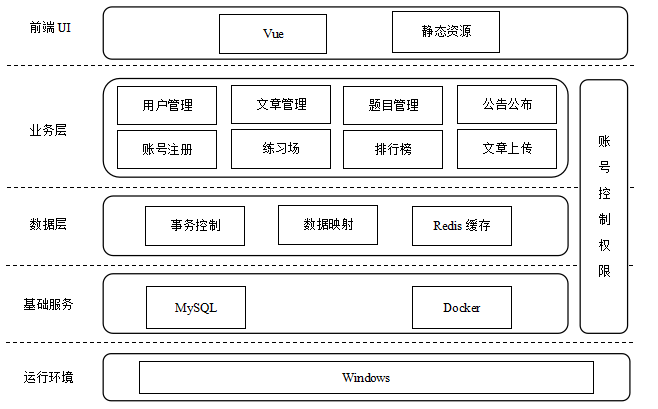 前端 UI
Vue
静态资源
业务层
用户管理
文章管理
题目管理
公告公布
账号注册
练习场
排行榜
文章上传
账号控制权限
数据层
事务控制
数据映射
Redis 缓存
基础服务
MySQL
Docker
运行环境
Windows